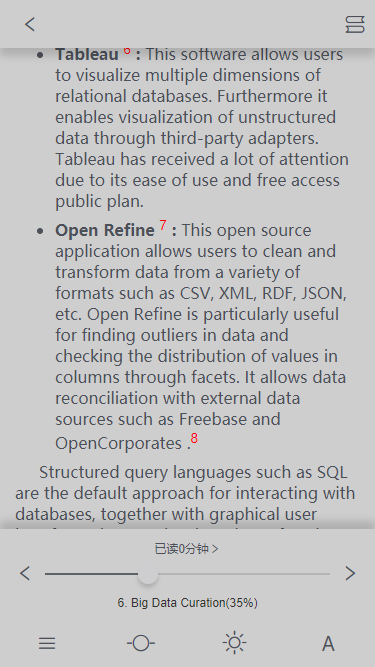 • Tableau 6 : This software allows users
to visualize multiple dimensions of
relational databases. Furthermore it
enables visualization of unstructured
data through third-party adapters.
Tableau has received a lot of attention
due to its ease of use and free access
public plan.
• Open Refine 7 : This open source
application allows users to clean and
transform data from a variety of
formats such as CSV, XML, RDF, JSON,
etc. Open Refine is particularly useful
for finding outliers in data and
checking the distribution of values in
columns through facets. It allows data
reconciliation with external data
sources such as Freebase and
OpenCorporates .8
Structured query languages such as SQL
are the default approach for interacting with
databases, together with graphical user
已读0分钟 >
6. Big Data Curation(35%)
A